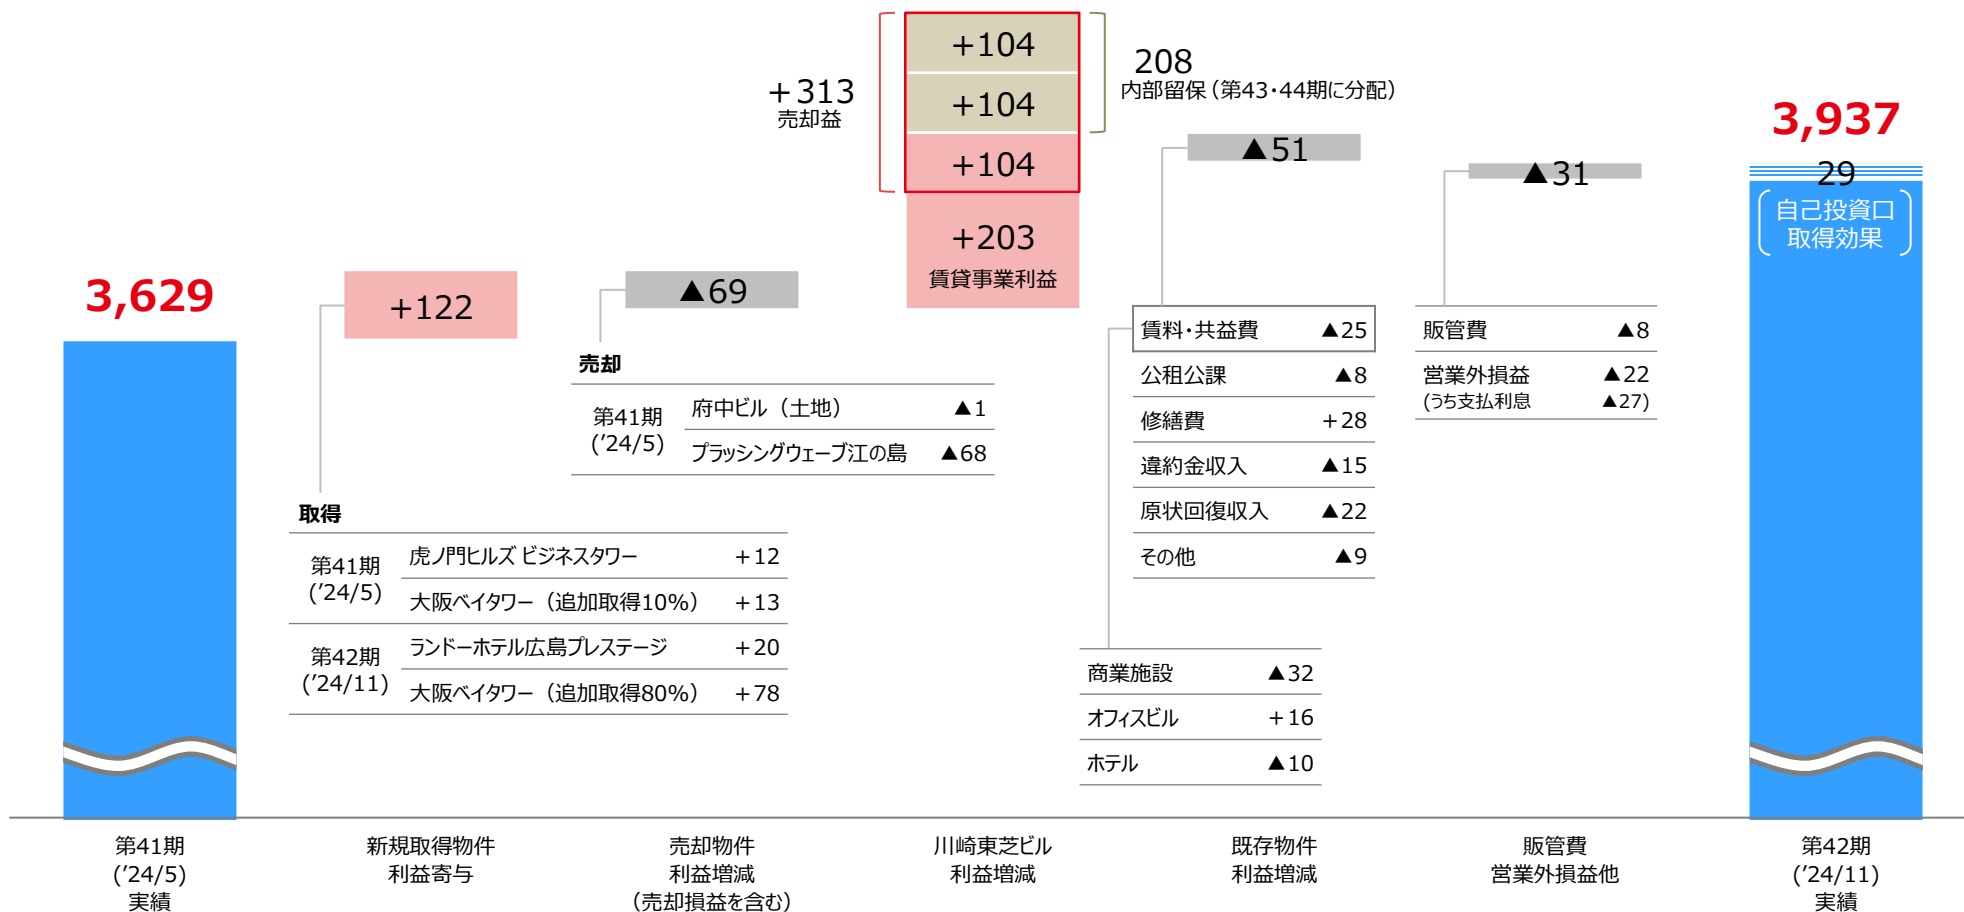 3,629
+122
取得
第41期
('24/5)
虎ノ門ヒルズ ビジネスタワー +12
大阪ベイタワー（追加取得10%） +13
第42期
('24/11)
ランドーホテル広島プレステージ +20
大阪ベイタワー（追加取得80%） +78
▲69
売却
第41期
('24/5)
府中ビル（土地） ▲1
プラッシングウェーブ江の島 ▲68
+313
売却益
+104
+104
+104
+203
賃貸事業利益
208
内部留保（第43・44期に分配）
▲51
賃料・共益費 ▲25
公租公課 ▲8
修繕費 +28
違約金収入 ▲15
原状回復収入 ▲22
その他 ▲9
商業施設 ▲32
オフィスビル +16
ホテル ▲10
▲31
販管費 ▲8
営業外損益 ▲22
(うち支払利息 ▲27)
3,937
29
自己投資口
取得効果
第41期
('24/5)
実績
新規取得物件
利益寄与
売却物件
利益増減
（売却損益を含む）
川崎東芝ビル
利益増減
既存物件
利益増減
販管費
営業外損益他
第42期
('24/11)
実績